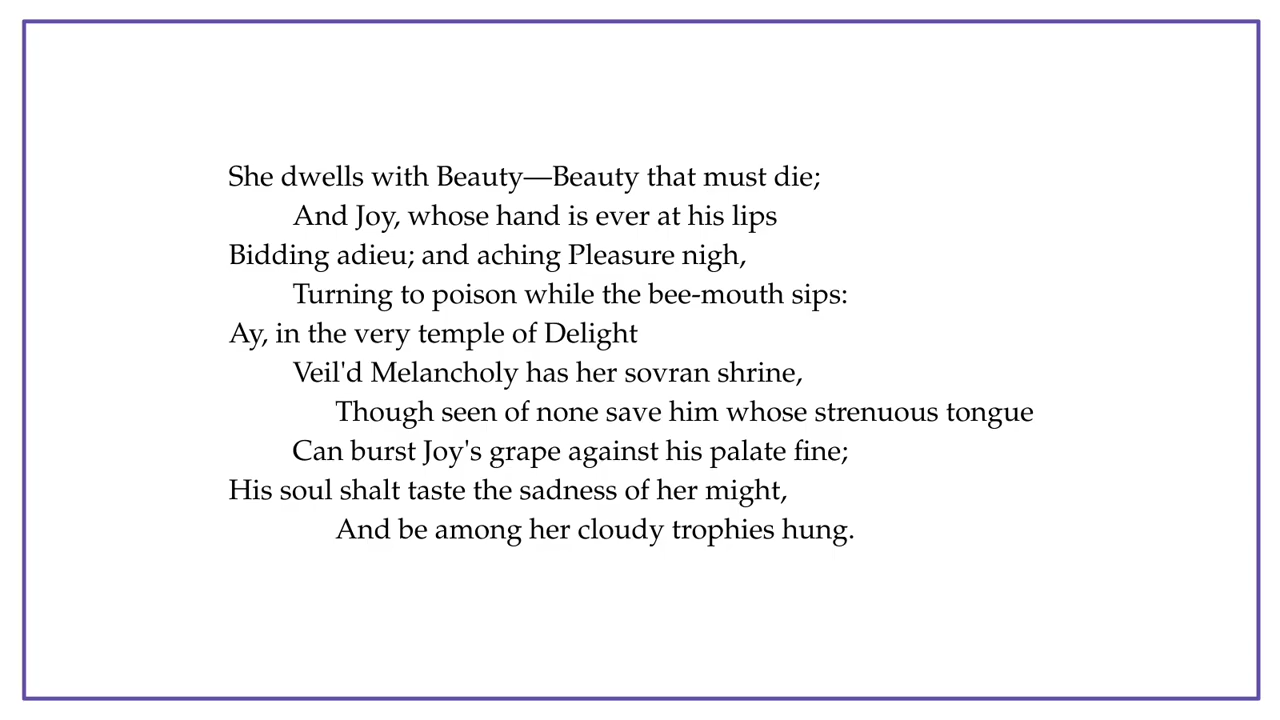 She dwells with Beauty—Beauty that must die;
And Joy, whose hand is ever at his lips
Bidding adieu; and aching Pleasure nigh,
Turning to poison while the bee-mouth sips:
Ay, in the very temple of Delight
Veil'd Melancholy has her sovran shrine,
Though seen of none save him whose strenuous tongue
Can burst Joy's grape against his palate fine;
His soul shalt taste the sadness of her might,
And be among her cloudy trophies hung.